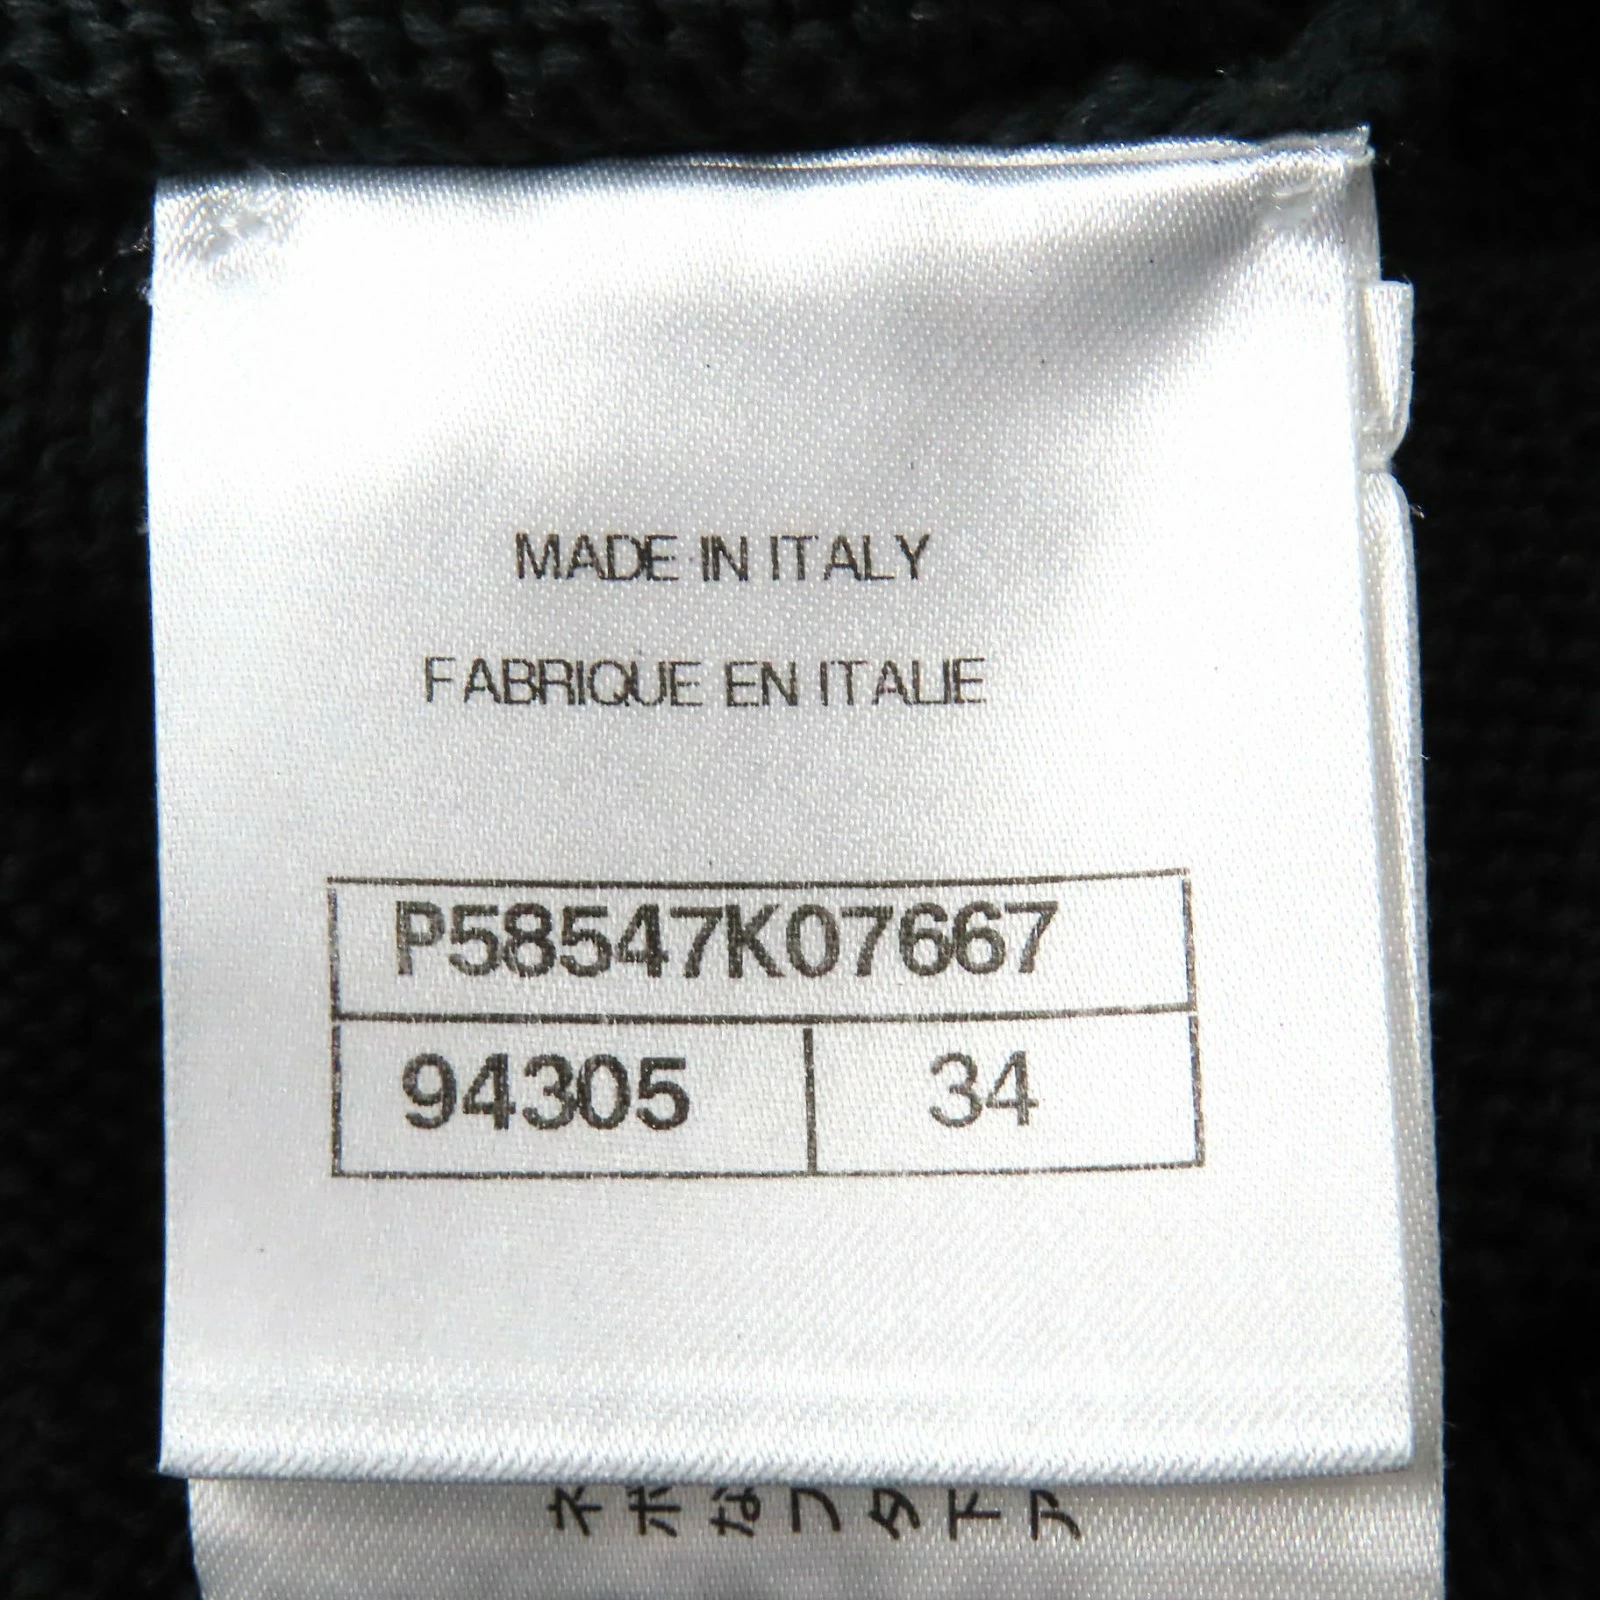 MADE IN ITALY
FABRIQUE EN ITALIE
P58547K07667
94305 34